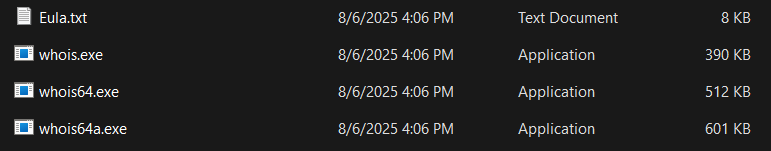 Eula.txt 8/6/2025 4:06 PM Text Document 8 KB
whois.exe 8/6/2025 4:06 PM Application 390 KB
whois64.exe 8/6/2025 4:06 PM Application 512 KB
whois64a.exe 8/6/2025 4:06 PM Application 601 KB